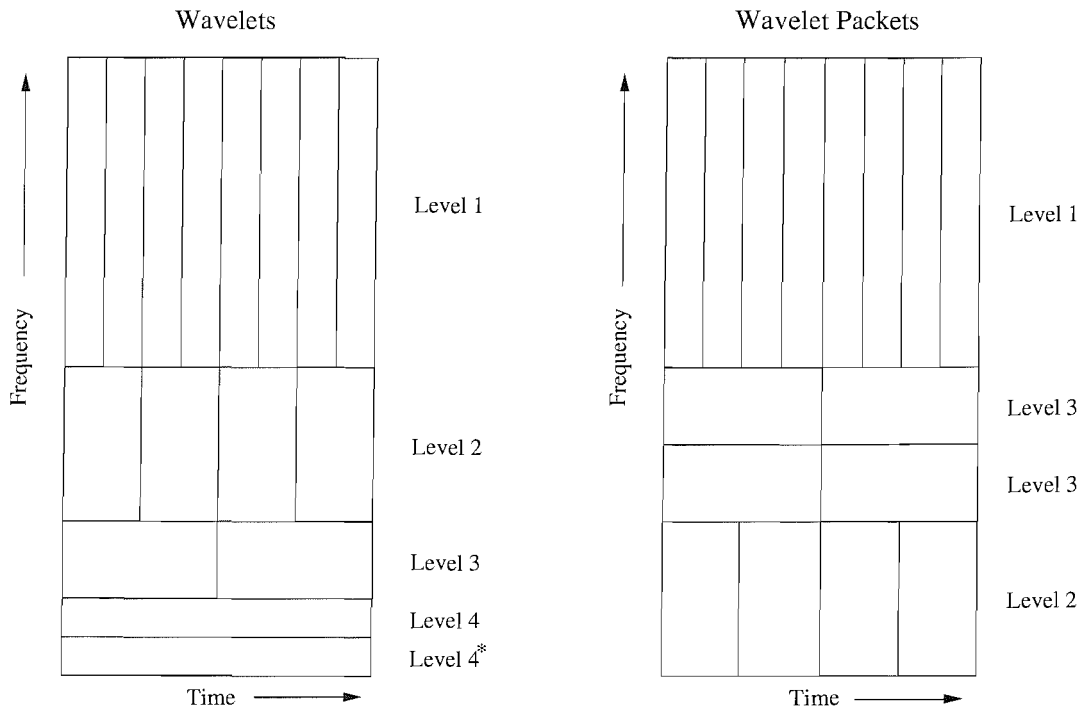 Wavelets
Frequency
Level 1
Level 2
Level 3
Level 4
Level 4*
Time
Wavelet Packets
Frequency
Level 1
Level 3
Level 3
Level 2
Time